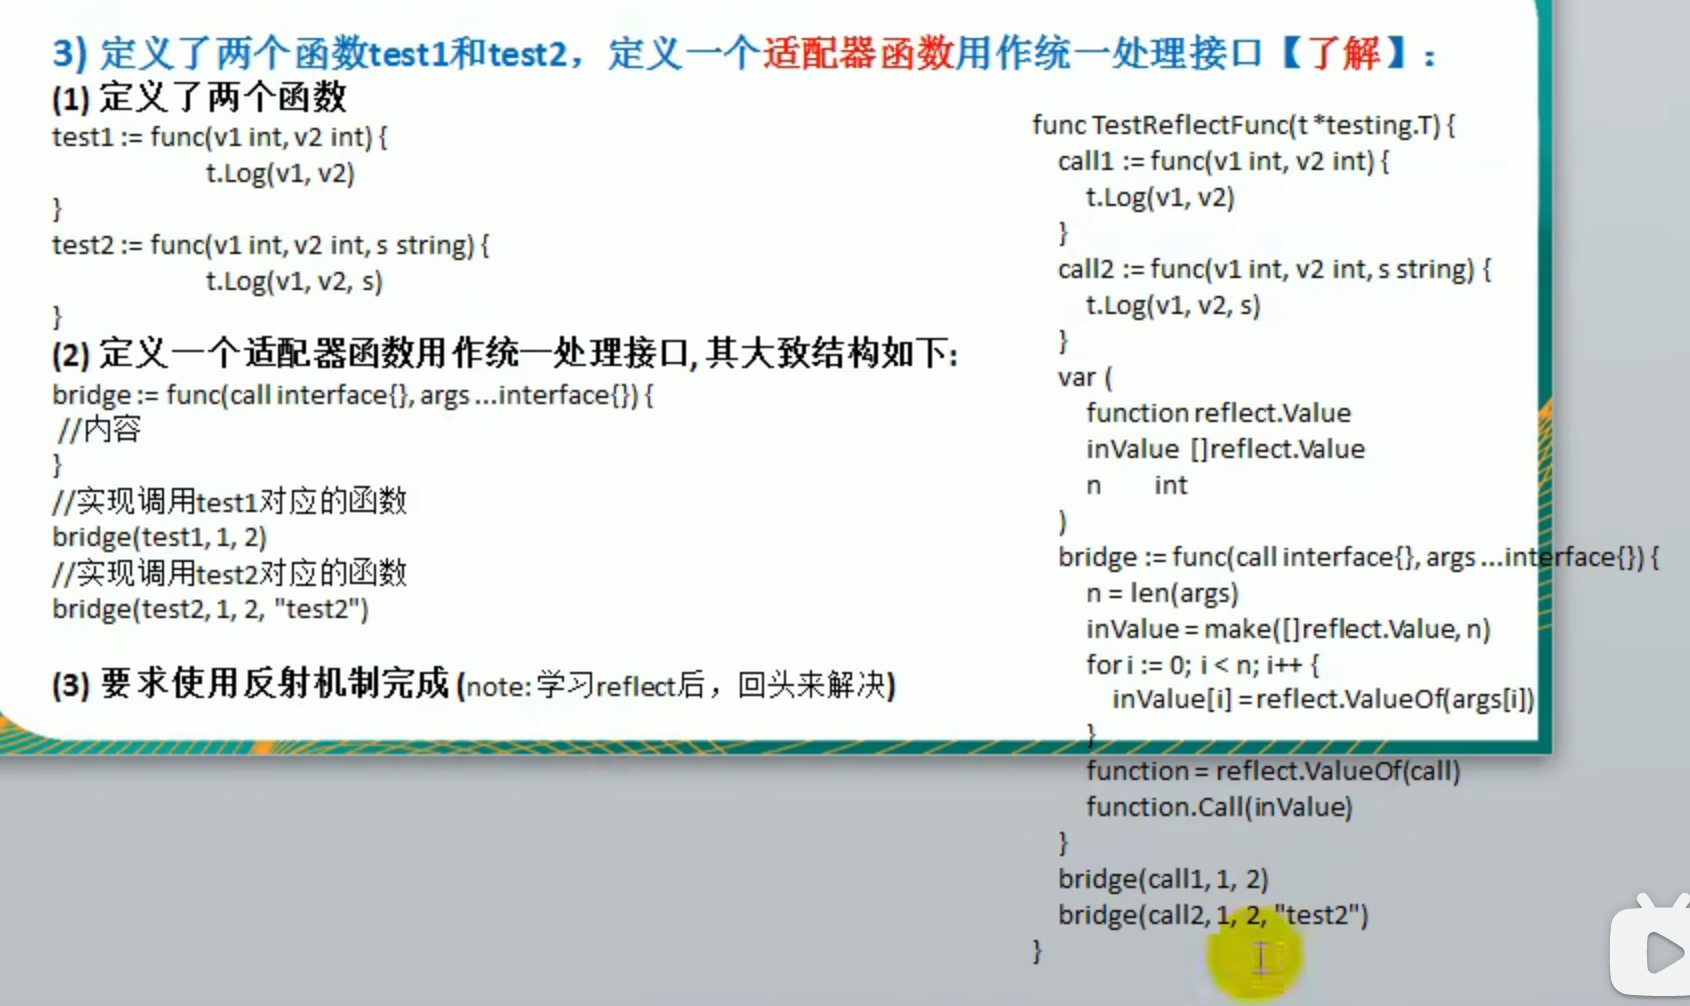 3) 定义了两个函数test1和test2，定义一个适配器函数用作统一处理接口【了解】：
(1) 定义了两个函数
test1 := func(v1 int, v2 int) {
t.Log(v1, v2)
}
test2 := func(v1 int, v2 int, s string) {
t.Log(v1, v2, s)
}
(2) 定义一个适配器函数用作统一处理接口, 其大致结构如下:
bridge := func(call interface{}, args ...interface{}) {
//内容
}
//实现调用test1对应的函数
bridge(test1, 1, 2)
//实现调用test2对应的函数
bridge(test2, 1, 2, "test2")
(3) 要求使用反射机制完成 (note: 学习reflect后，回头来解决)
func TestReflectFunc(t *testing.T) {
call1 := func(v1 int, v2 int) {
t.Log(v1, v2)
}
call2 := func(v1 int, v2 int, s string) {
t.Log(v1, v2, s)
}
var (
function reflect.Value
inValue []reflect.Value
n int
)
bridge := func(call interface{}, args ...interface{}) {
n = len(args)
inValue = make([]reflect.Value, n)
for i := 0; i < n; i++ {
inValue[i] = reflect.ValueOf(args[i])
}
function = reflect.ValueOf(call)
function.Call(inValue)
}
bridge(call1, 1, 2)
bridge(call2, 1, 2, "test2")
}